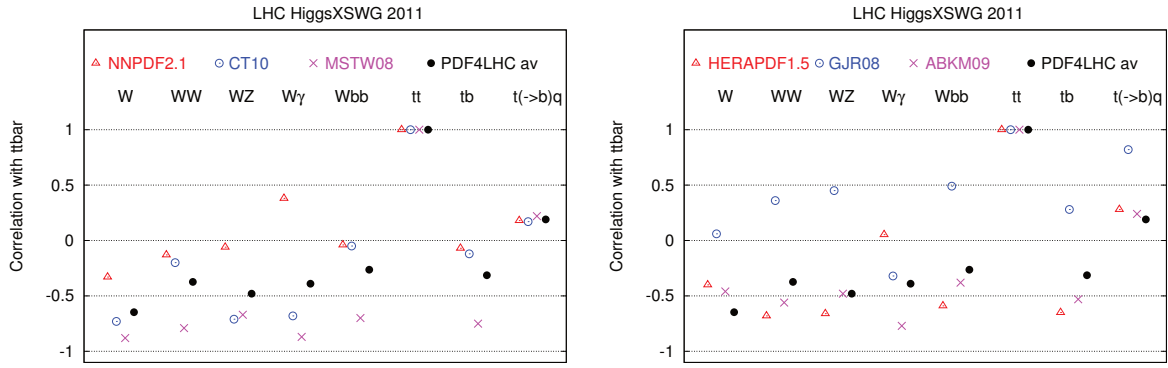 LHC HiggsXSWG 2011
NNPDF2.1 CT10 MSTW08 PDF4LHC av
W WW WZ Wγ Wbb tt tb t(->b)q
1
0.5
0
-0.5
-1
Correlation with ttbar
LHC HiggsXSWG 2011
HERAPDF1.5 GJR08 ABKM09 PDF4LHC av
W WW WZ Wγ Wbb tt tb t(->b)q
1
0.5
0
-0.5
-1
Correlation with ttbar